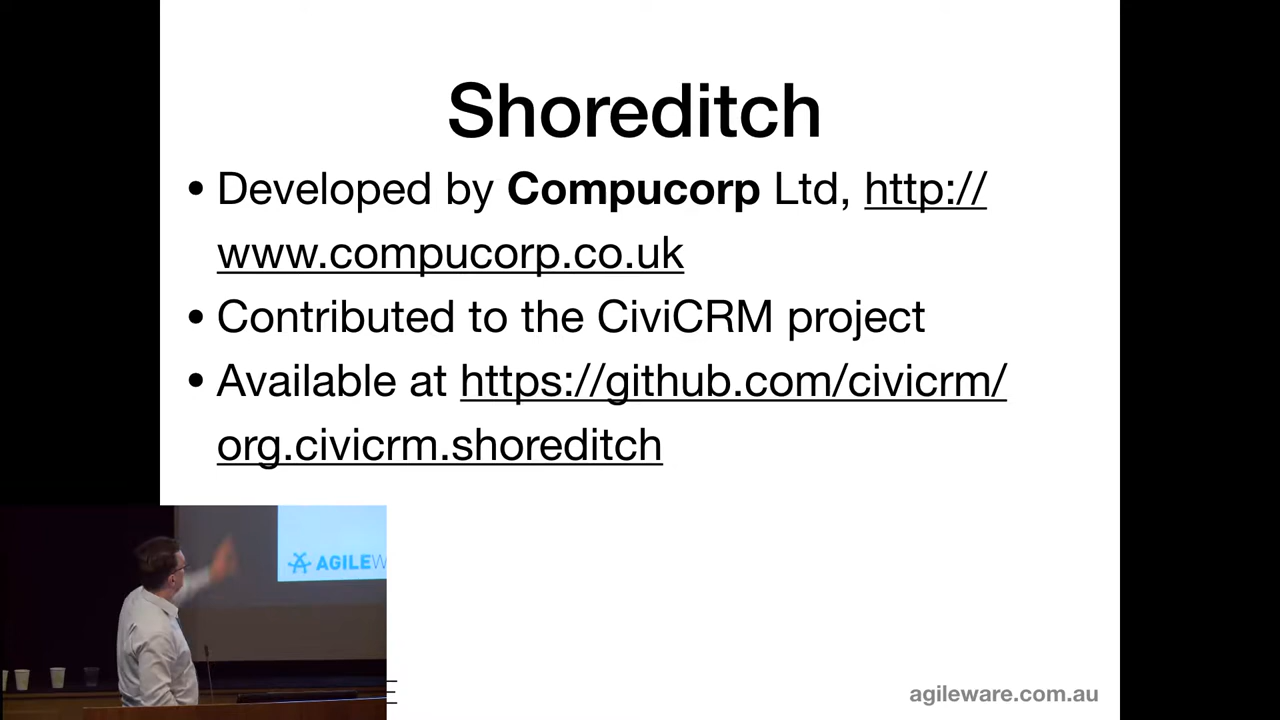 Shoreditch
• Developed by Compucorp Ltd, http://
www.compucorp.co.uk
• Contributed to the CiviCRM project
• Available at https://github.com/civicrm/
org.civicrm.shoreditch
AGILEW
E
agileware.com.au